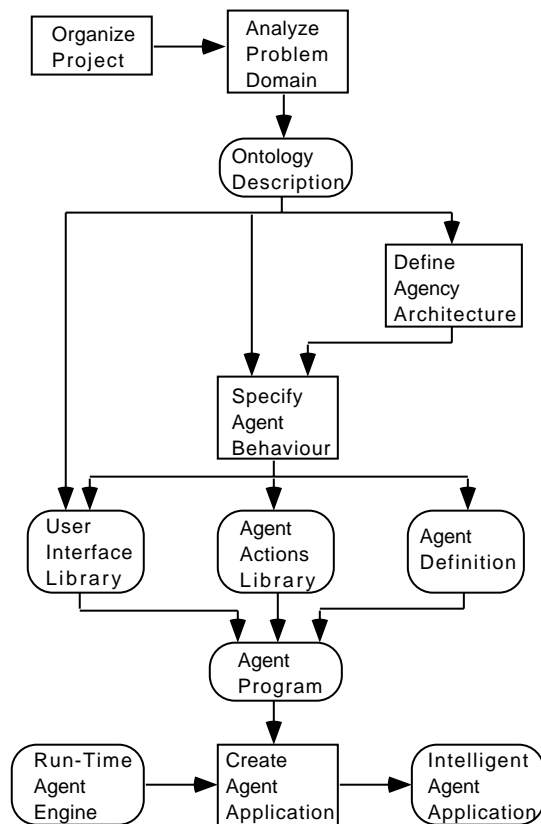 Organize
Project
Analyze
Problem
Domain
Ontology
Description
Define
Agency
Architecture
Specify
Agent
Behaviour
User
Interface
Library
Agent
Actions
Library
Agent
Definition
Agent
Program
Run-Time
Agent
Engine
Create
Agent
Application
Intelligent
Agent
Application